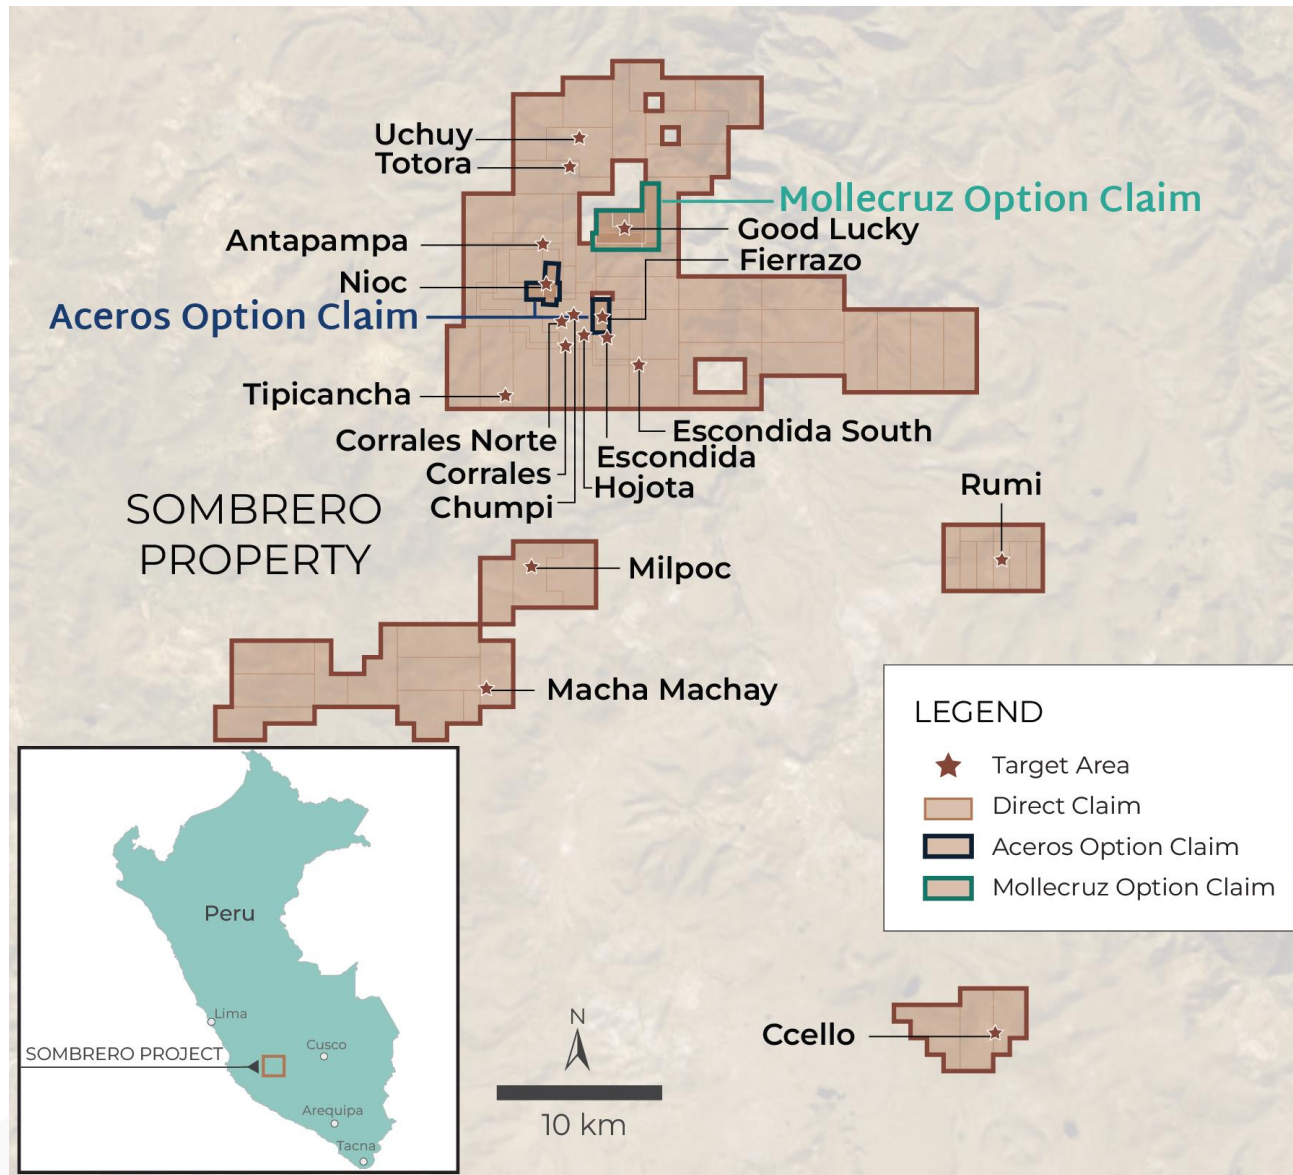 Uchuy
Totora
Mollecruz Option Claim
Good Lucky
Antapampa
Fierrazo
Nioc
Aceros Option Claim
Tipicancha
Corrales Norte
Escondida South
Escondida
Corrales
Hojota
Chumpi
Rumi
SOMBRERO
PROPERTY
Milpoc
Macha Machay
LEGEND
Target Area
Direct Claim
Aceros Option Claim
Mollecruz Option Claim
Peru
Lima
Cusco
SOMBRERO PROJECT
Arequipa
Tacna
N
10 km
Ccello